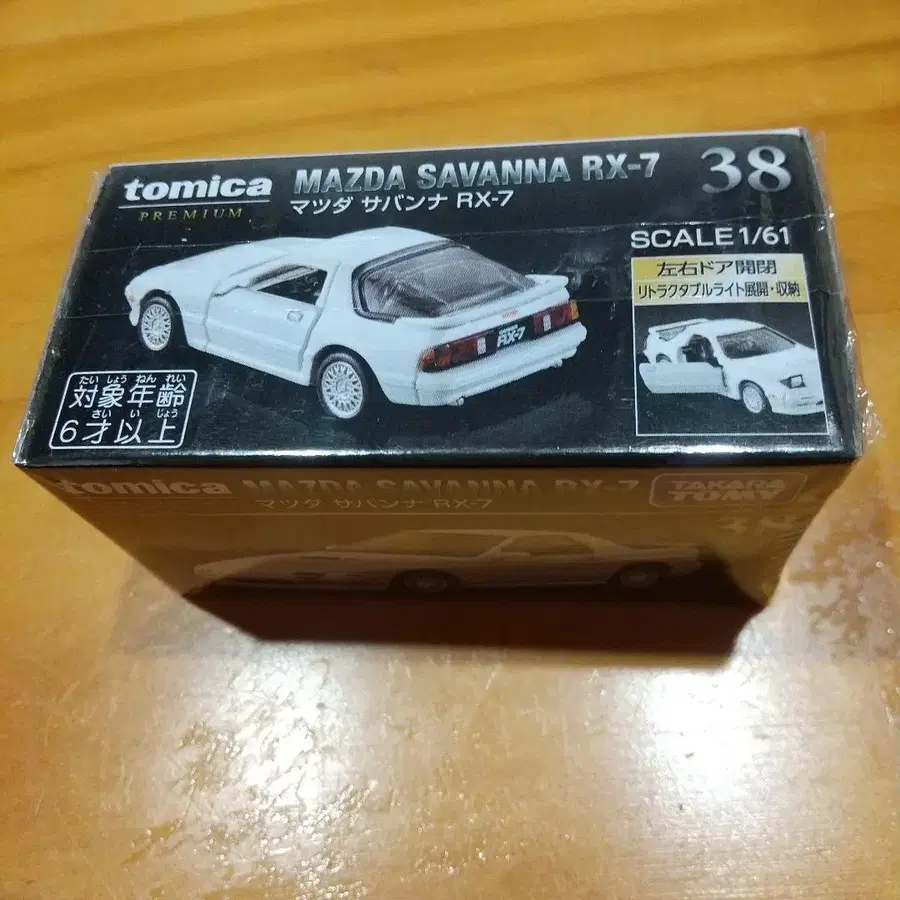 tomica
PREMIUM
MAZDA SAVANNA RX-7
マツダ サバンナ RX-7
38
SCALE 1/61
左右ドア開閉
リトラクタブルライト展開・収納
RX-7
たい しょう ねん れい
対象年齢
さい い じょう
6才以上
tomica
MAZDA SAVANNA RX-7
マツダ サバンナ RX-7
TAKARA
TOMY
38